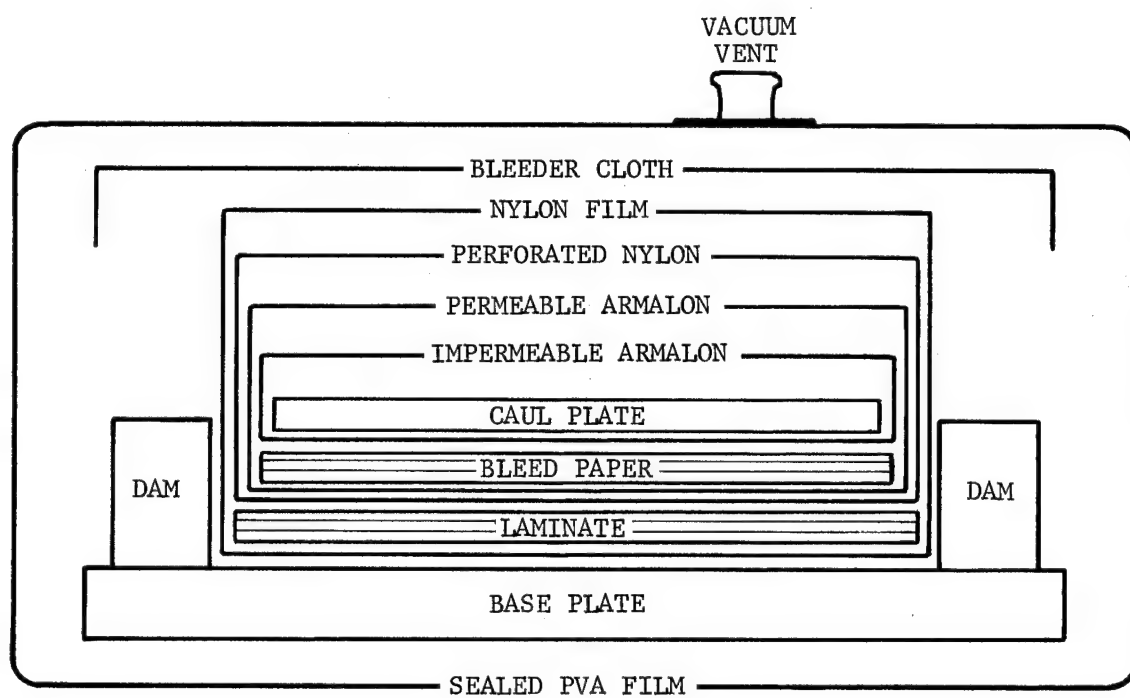 VACUUM
VENT
BLEEDER CLOTH
NYLON FILM
PERFORATED NYLON
PERMEABLE ARMALON
IMPERMEABLE ARMALON
CAUL PLATE
BLEED PAPER
DAM
DAM
LAMINATE
BASE PLATE
SEALED PVA FILM